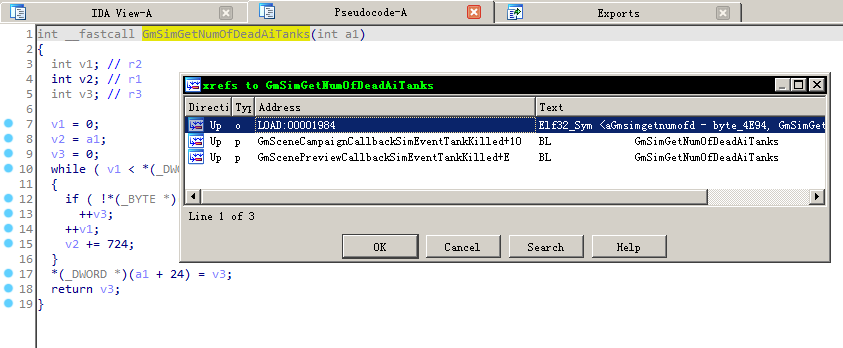 IDA View-A
Pseudocode-A
Exports
1 int __fastcall GmSimGetNumOfDeadAiTanks(int a1)
2 {
3 int v1; // r2
4 int v2; // r1
5 int v3; // r3
6
7 v1 = 0;
8 v2 = a1;
9 v3 = 0;
10 while ( v1 < *(_DW
11 {
12 if ( !*(_BYTE *)
13 ++v3;
14 ++v1;
15 v2 += 724;
16 }
17 *(_DWORD *)(a1 + 24) = v3;
18 return v3;
19 }
xrefs to GmSimGetNumOfDeadAiTanks
Directi Typ Address Text
Up o LOAD:00001984 Elf32_Sym <aGmsimgetnumofd - byte_4E94, GmSimGet
Up p GmSceneCampaignCallbackSimEventTankKilled+10 BL GmSimGetNumOfDeadAiTanks
Up p GmScenePreviewCallbackSimEventTankKilled+E BL GmSimGetNumOfDeadAiTanks
Line 1 of 3
OK Cancel Search Help